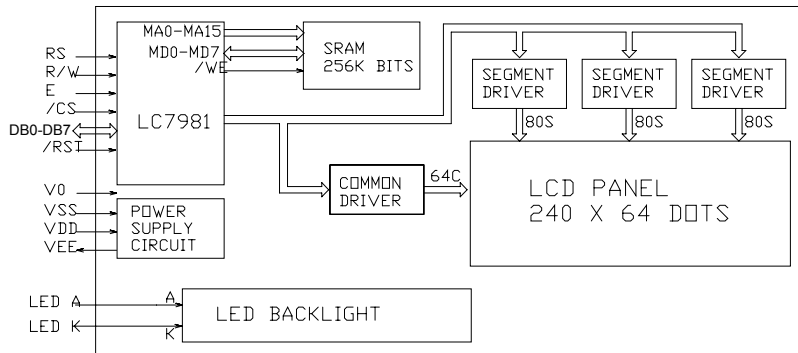 MA0-MA15
MD0-MD7
/WE
SRAM
256K BITS
RS
R/W
E
/CS
DB0-DB7
/RST
LC7981
SEGMENT
DRIVER
SEGMENT
DRIVER
SEGMENT
DRIVER
80S
80S
80S
COMMON
DRIVER
64C
LCD PANEL
240 X 64 DOTS
V0
VSS
VDD
VEE
POWER
SUPPLY
CIRCUIT
LED A
LED K
A
K
LED BACKLIGHT